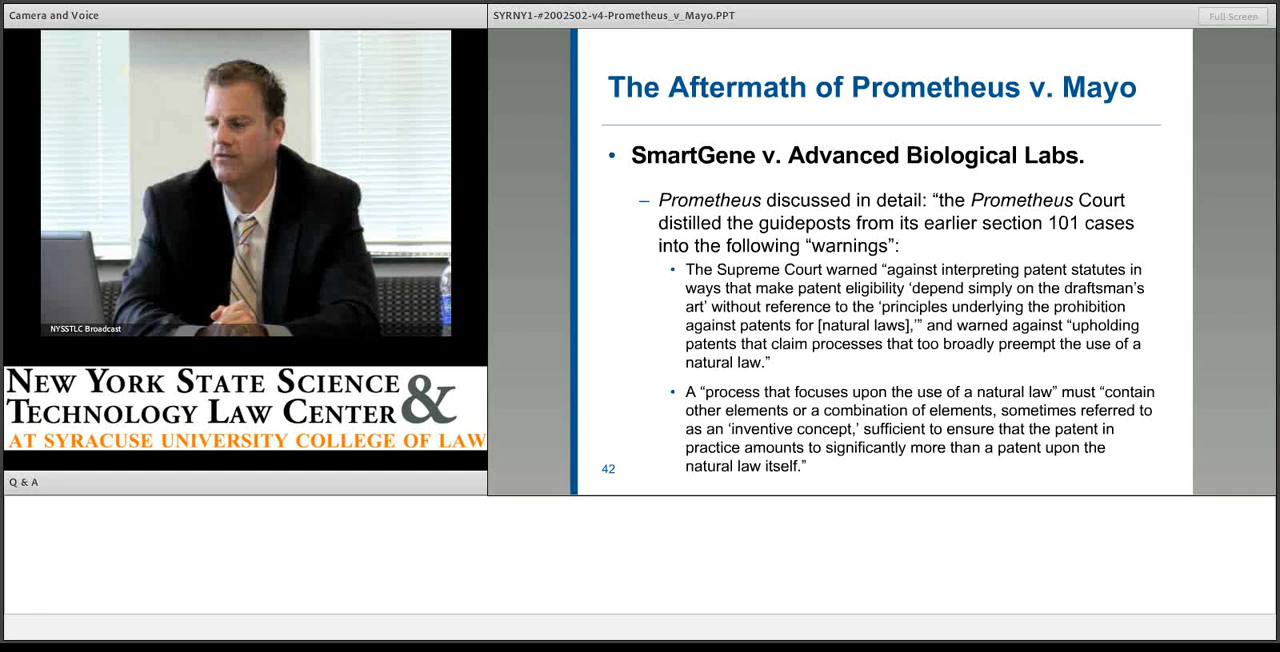 Camera and Voice
NYSSTLC Broadcast
NEW YORK STATE SCIENCE &
TECHNOLOGY LAW CENTER
AT SYRACUSE UNIVERSITY COLLEGE OF LAW
Q & A
SYRNY1-#2002502-v4-Prometheus_v_Mayo.PPT
Full Screen
The Aftermath of Prometheus v. Mayo
• SmartGene v. Advanced Biological Labs.
– Prometheus discussed in detail: “the Prometheus Court
distilled the guideposts from its earlier section 101 cases
into the following “warnings”:
• The Supreme Court warned “against interpreting patent statutes in
ways that make patent eligibility ‘depend simply on the draftsman’s
art’ without reference to the ‘principles underlying the prohibition
against patents for [natural laws],’” and warned against “upholding
patents that claim processes that too broadly preempt the use of a
natural law.”
• A “process that focuses upon the use of a natural law” must “contain
other elements or a combination of elements, sometimes referred to
as an ‘inventive concept,’ sufficient to ensure that the patent in
practice amounts to significantly more than a patent upon the
natural law itself.”
42